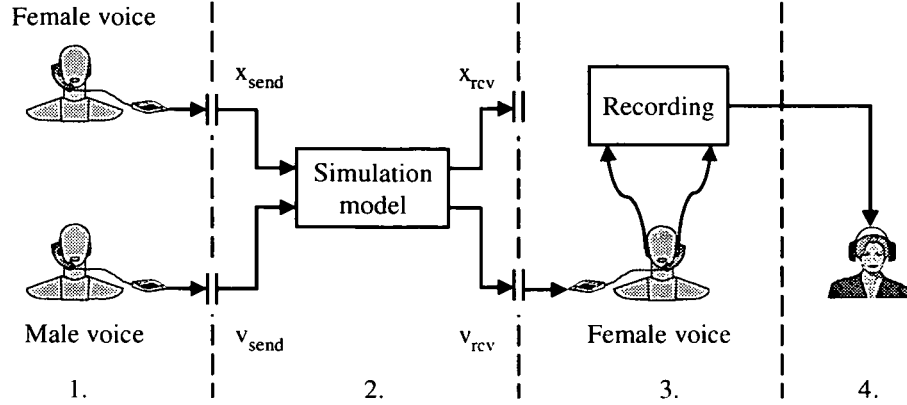 Female voice
x_send
x_rcv
Recording
Simulation
model
Male voice
v_send
v_rcv
Female voice
1.
2.
3.
4.